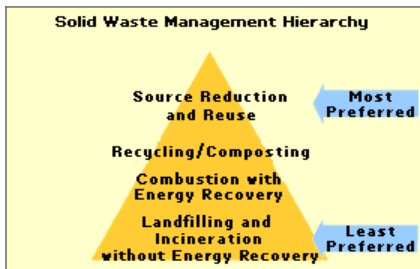 Solid Waste Management Hierarchy
Source Reduction
and Reuse
Most
Preferred
Recycling/Composting
Combustion with
Energy Recovery
Landfilling and
Incineration
without Energy Recovery
Least
Preferred